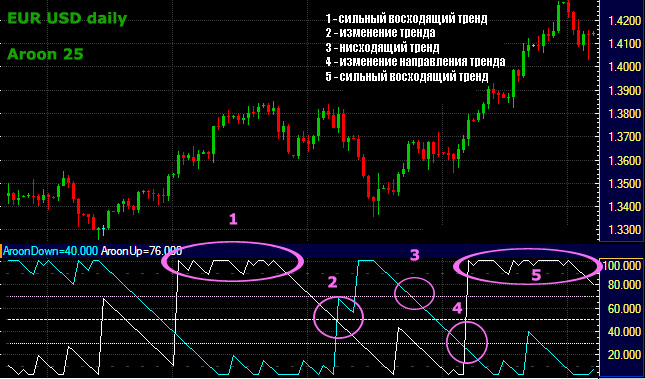 EUR USD daily
Aroon 25
1 - сильный восходящий тренд
2 - изменение тренда
3 - нисходящий тренд
4 - изменение направления тренда
5 - сильный восходящий тренд
1.4200
1.4100
1.4000
1.3900
1.3800
1.3700
1.3600
1.3500
1.3400
1.3300
1
AroonDown=40.000 AroonUp=76.000
3
5
2
4
100.000
80.000
60.000
40.000
20.000